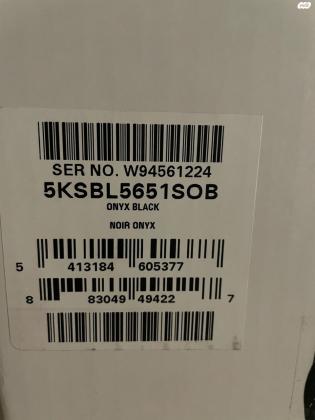 SER NO. W94561224
5KSBL5651SOB
ONYX BLACK
NOIR ONYX
5 413184 605377
8 83049 49422 7